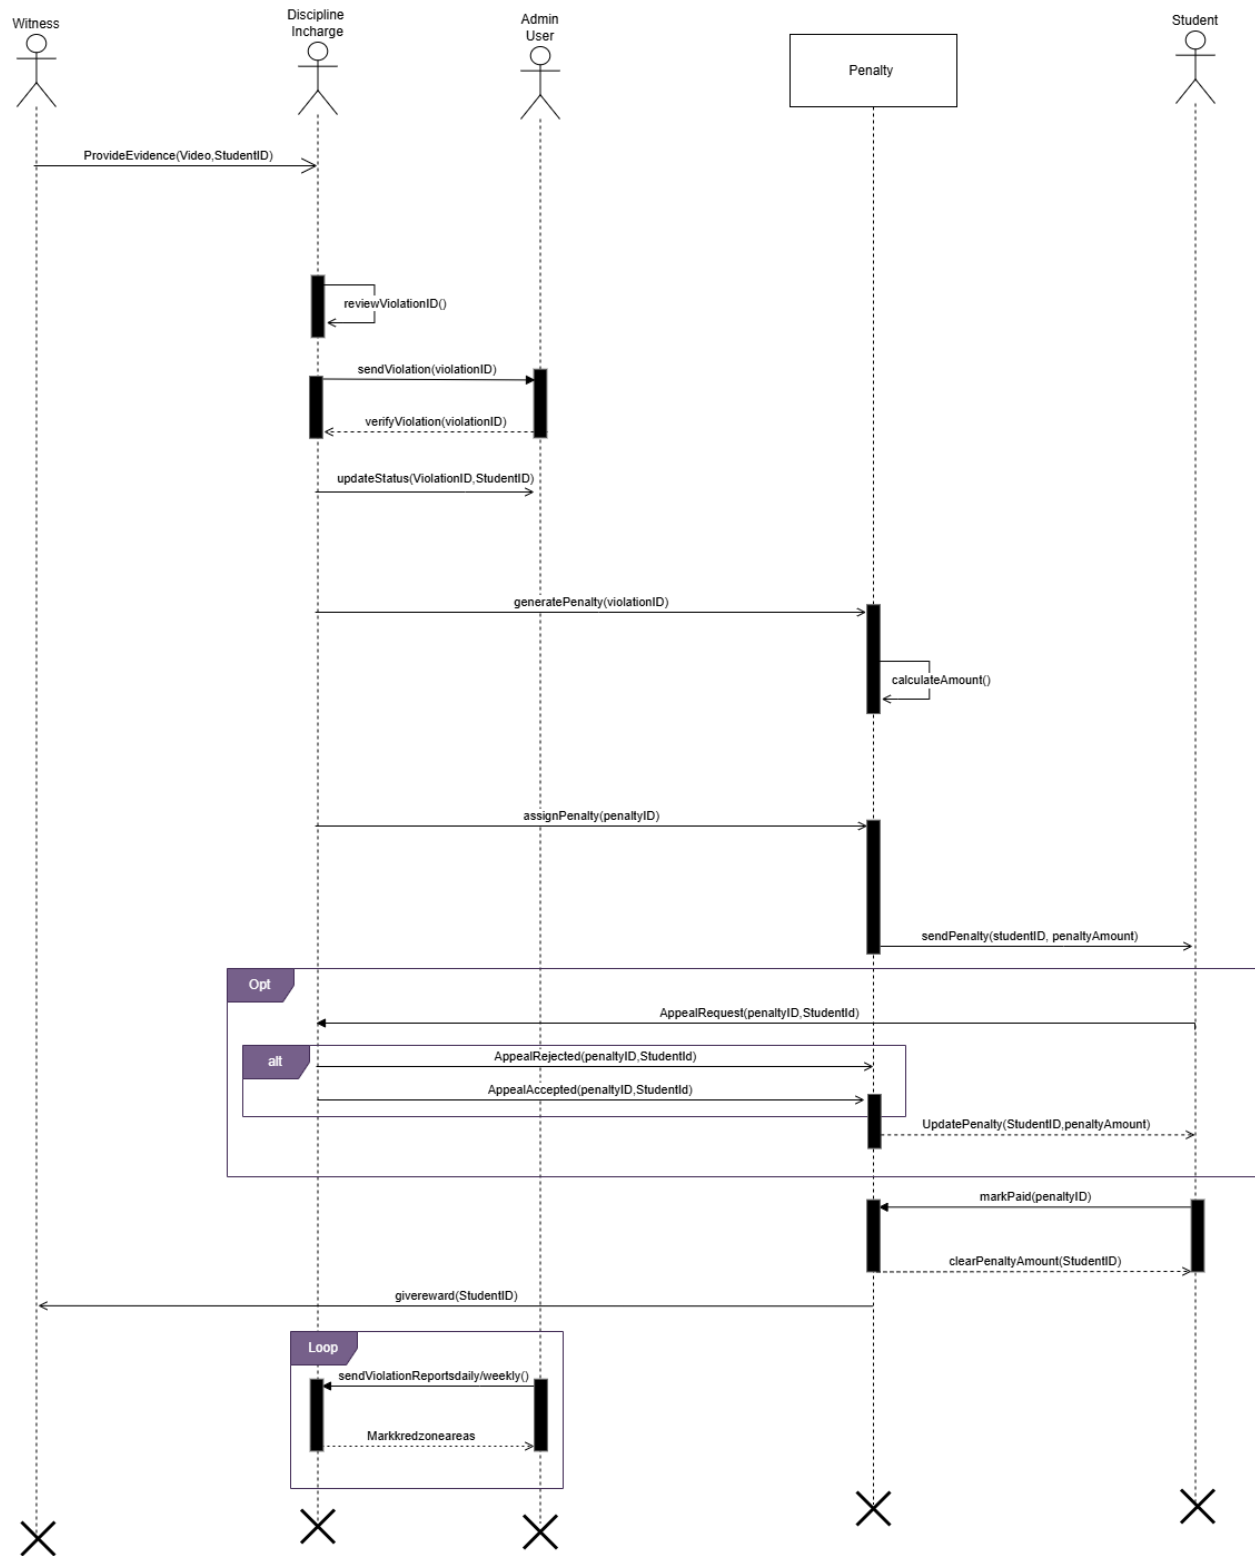 Witness
Discipline
Incharge
Admin
User
Penalty
Student
ProvideEvidence(Video,StudentID)
reviewViolationID()
sendViolation(violationID)
verifyViolation(violationID)
updateStatus(ViolationID,StudentID)
generatePenalty(violationID)
calculateAmount()
assignPenalty(penaltyID)
sendPenalty(studentID, penaltyAmount)
Opt
AppealRequest(penaltyID,StudentId)
alt
AppealRejected(penaltyID,StudentId)
AppealAccepted(penaltyID,StudentId)
UpdatePenalty(StudentID,penaltyAmount)
markPaid(penaltyID)
clearPenaltyAmount(StudentID)
givereward(StudentID)
Loop
sendViolationReportsdaily/weekly()
Markkredzoneareas